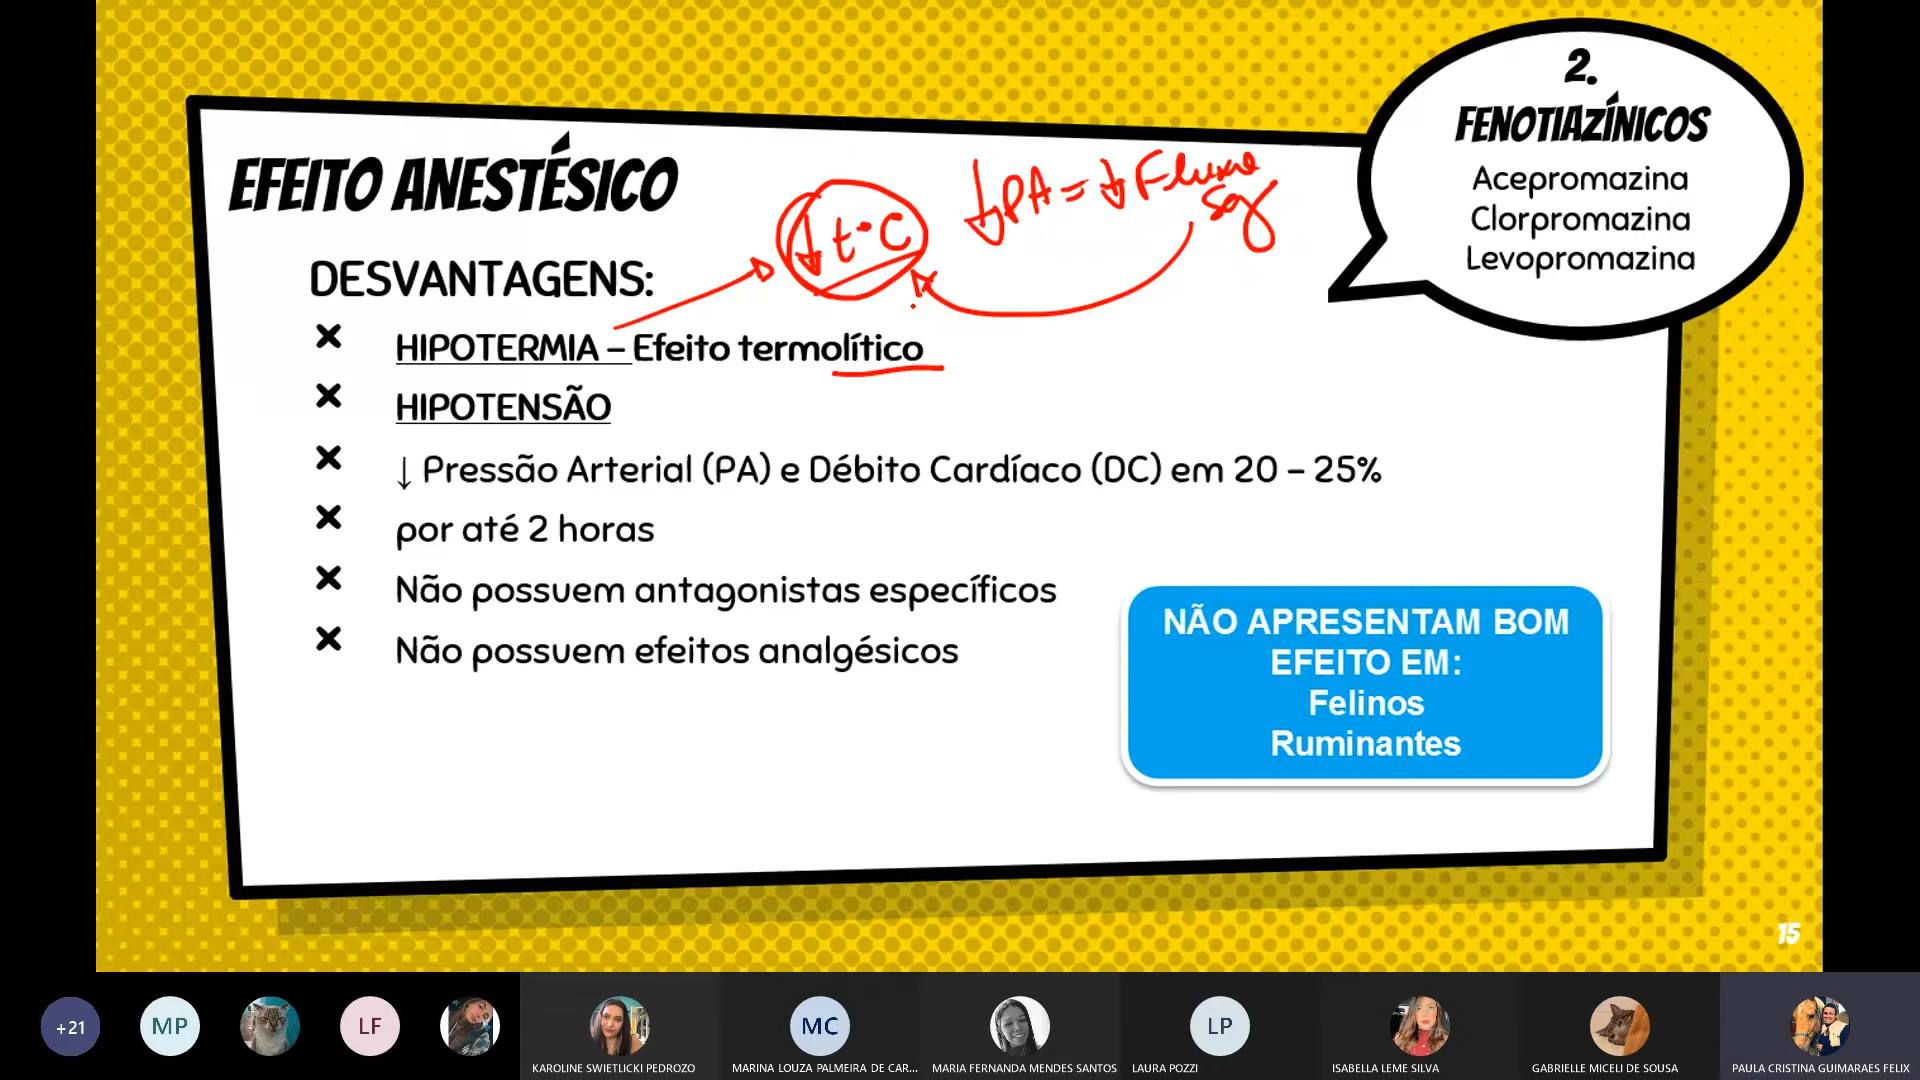 2.
FENOTIAZÍNICOS
Acepromazina
Clorpromazina
Levopromazina
EFEITO ANESTÉSICO
↓ t°C
↓ PA = ↓ Fluxo
sg
DESVANTAGENS:
× HIPOTERMIA – Efeito termolítico
× HIPOTENSÃO
× ↓ Pressão Arterial (PA) e Débito Cardíaco (DC) em 20 – 25%
× por até 2 horas
× Não possuem antagonistas específicos
× Não possuem efeitos analgésicos
NÃO APRESENTAM BOM
EFEITO EM:
Felinos
Ruminantes
15
+21
MP
LF
MC
LP
KAROLINE SWIETLICKI PEDROZO
MARINA LOUZA PALMEIRA DE CAR...
MARIA FERNANDA MENDES SANTOS
LAURA POZZI
ISABELLA LEME SILVA
GABRIELLE MICELI DE SOUSA
PAULA CRISTINA GUIMARAES FELIX